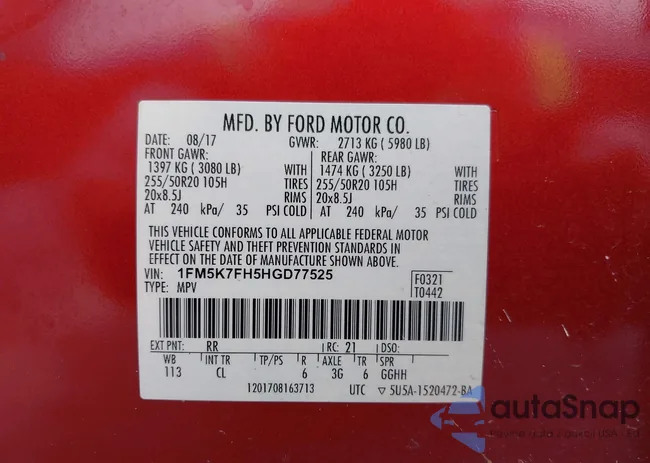 MFD. BY FORD MOTOR CO.
DATE: 08/17 GVWR: 2713 KG ( 5980 LB)
FRONT GAWR: REAR GAWR:
1397 KG ( 3080 LB) WITH 1474 KG ( 3250 LB) WITH
255/50R20 105H TIRES 255/50R20 105H TIRES
20x8.5J RIMS 20x8.5J RIMS
AT 240 kPa/ 35 PSI COLD AT 240 kPa/ 35 PSI COLD
THIS VEHICLE CONFORMS TO ALL APPLICABLE FEDERAL MOTOR
VEHICLE SAFETY AND THEFT PREVENTION STANDARDS IN
EFFECT ON THE DATE OF MANUFACTURE SHOWN ABOVE.
VIN: 1FM5K7FH5HGD77525 F0321
TYPE: MPV T0442
EXT PNT: RR RC: 21 DSO:
WB INT TR TP/PS R AXLE TR SPR
113 CL 6 3G 6 GGHH
1201708163713 UTC ▽ 5U5A-1520472-BA
autaSnap